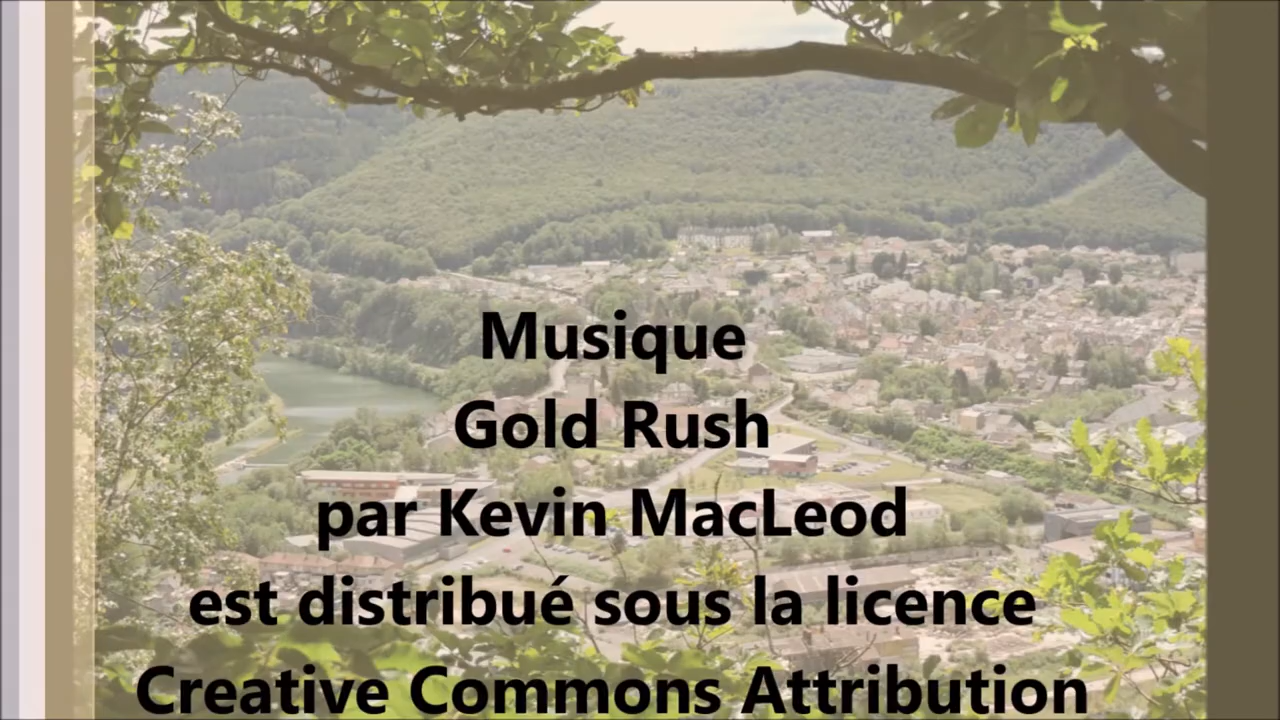 Musique
Gold Rush
par Kevin MacLeod
est distribué sous la licence
Creative Commons Attribution